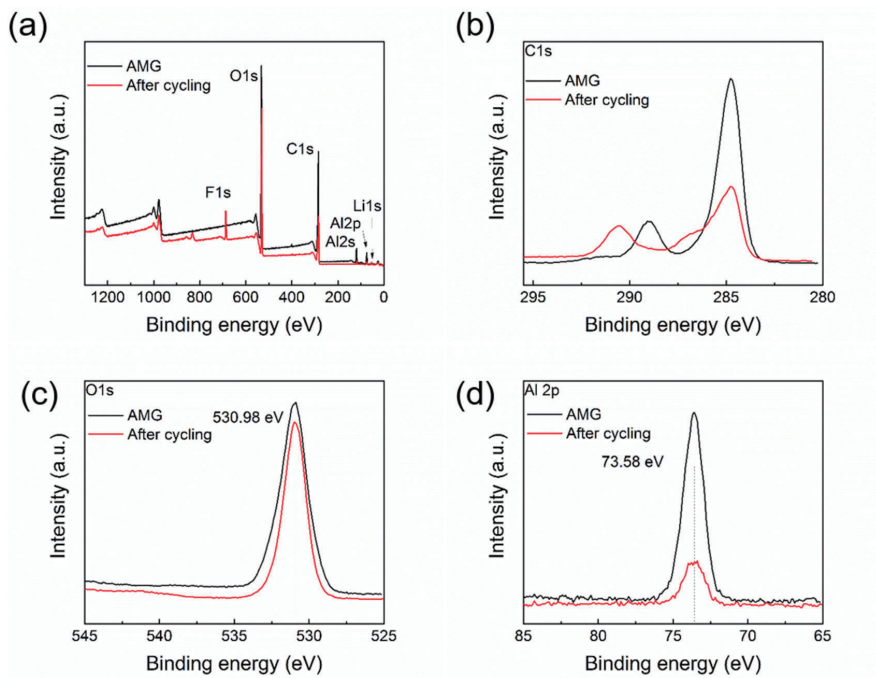 (a)
AMG
After cycling
O1s
C1s
F1s
Li1s
Al2p
Al2s
Intensity (a.u.)
1200 1000 800 600 400 200 0
Binding energy (eV)
(b)
C1s
AMG
After cycling
Intensity (a.u.)
295 290 285 280
Binding energy (eV)
(c)
O1s
AMG
530.98 eV
After cycling
Intensity (a.u.)
545 540 535 530 525
Binding energy (eV)
(d)
Al 2p
AMG
After cycling
73.58 eV
Intensity (a.u.)
85 80 75 70 65
Binding energy (eV)